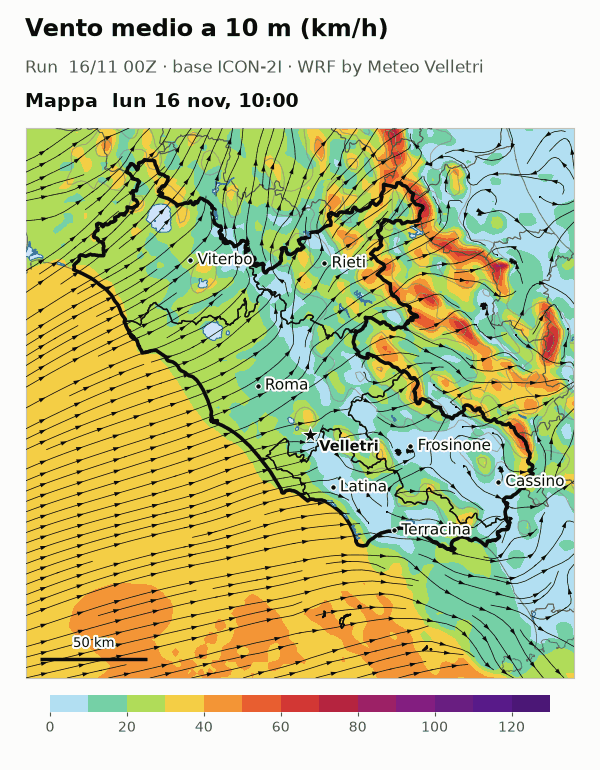 Vento medio a 10 m (km/h)
Run  16/11 00Z · base ICON-2I · WRF by Meteo Velletri
Mappa  lun 16 nov, 10:00
Viterbo
Rieti
Roma
Velletri
Frosinone
Cassino
Latina
Terracina
50 km
0 20 40 60 80 100 120